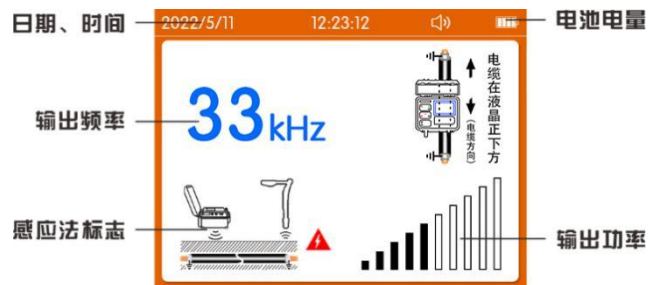 日期、时间
2022/5/11
12:23:12
电池电量
输出频率
33kHz
电缆在液晶正下方
(电缆方向)
感应法标志
输出功率